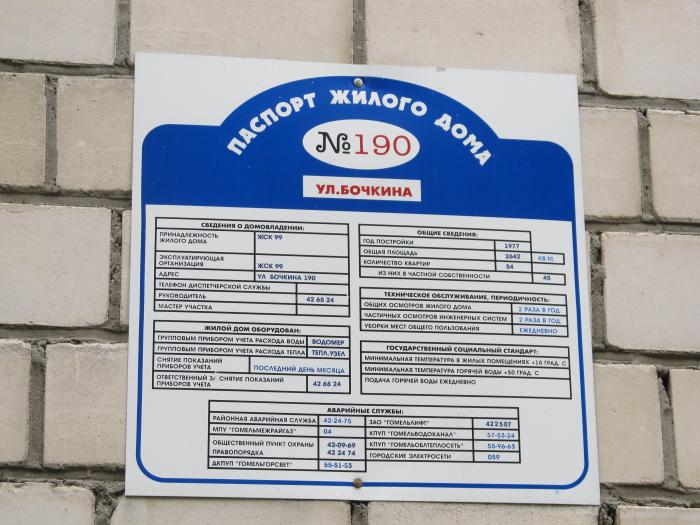 ПАСПОРТ ЖИЛОГО ДОМА
№190
УЛ.БОЧКИНА
СВЕДЕНИЯ О ДОМОВЛАДЕНИИ:
ПРИНАДЛЕЖНОСТЬ ЖСК 99
ЖИЛОГО ДОМА
ЭКСПЛУАТИРУЮЩАЯ
ОРГАНИЗАЦИЯ ЖСК 99
АДРЕС УЛ БОЧКИНА 190
ТЕЛЕФОН ДИСПЕТЧЕРСКОЙ СЛУЖБЫ
РУКОВОДИТЕЛЬ 42 68 24
МАСТЕР УЧАСТКА
ЖИЛОЙ ДОМ ОБОРУДОВАН:
ГРУППОВЫМ ПРИБОРОМ УЧЕТА РАСХОДА ВОДЫ ВОДОМЕР
ГРУППОВЫМ ПРИБОРОМ УЧЕТА РАСХОДА ТЕПЛА ТЕПЛ.УЗЕЛ
СНЯТИЕ ПОКАЗАНИЙ
ПРИБОРОВ УЧЕТА ПОСЛЕДНИЙ ДЕНЬ МЕСЯЦА
ОТВЕТСТВЕННЫЙ З/ СНЯТИЕ ПОКАЗАНИЙ
ПРИБОРОВ УЧЕТА 42 68 24
ОБЩИЕ СВЕДЕНИЯ:
ГОД ПОСТРОЙКИ 1977
ОБЩАЯ ПЛОЩАДЬ 2642 КВ М.
КОЛИЧЕСТВО КВАРТИР 54
ИЗ НИХ В ЧАСТНОЙ СОБСТВЕННОСТИ 45
ТЕХНИЧЕСКОЕ ОБСЛУЖИВАНИЕ, ПЕРИОДИЧНОСТЬ:
ОБЩИХ ОСМОТРОВ ЖИЛОГО ДОМА 2 РАЗА В ГОД
ЧАСТИЧНЫХ ОСМОТРОВ ИНЖЕНЕРНЫХ СИСТЕМ 2 РАЗА В ГОД
УБОРКИ МЕСТ ОБЩЕГО ПОЛЬЗОВАНИЯ ЕЖЕДНЕВНО
ГОСУДАРСТВЕННЫЙ СОЦИАЛЬНЫЙ СТАНДАРТ:
МИНИМАЛЬНАЯ ТЕМПЕРАТУРА В ЖИЛЫХ ПОМЕЩЕНИЯХ +18 ГРАД. С
МИНИМАЛЬНАЯ ТЕМПЕРАТУРА ГОРЯЧЕЙ ВОДЫ +50 ГРАД. С
ПОДАЧА ГОРЯЧЕЙ ВОДЫ ЕЖЕДНЕВНО
АВАРИЙНЫЕ СЛУЖБЫ:
РАЙОННАЯ АВАРИЙНАЯ СЛУЖБА 42-24-75
МПУ "ГОМЕЛЬМЕЖРАЙГАЗ" 04
ОБЩЕСТВЕННЫЙ ПУНКТ ОХРАНЫ 42-09-69
ПРАВОПОРЯДКА 42 24 74
ДКПУП "ГОМЕЛЬГОРСВЕТ" 55-51-53
ЗАО "ГОМЕЛЬЛИФТ" 422507
КПУП "ГОМЕЛЬВОДОКАНАЛ" 57-53-24
КПУП "ГОМЕЛЬОБЛТЕПЛОСЕТЬ" 55-96-63
ГОРОДСКИЕ ЭЛЕКТРОСЕТИ 059